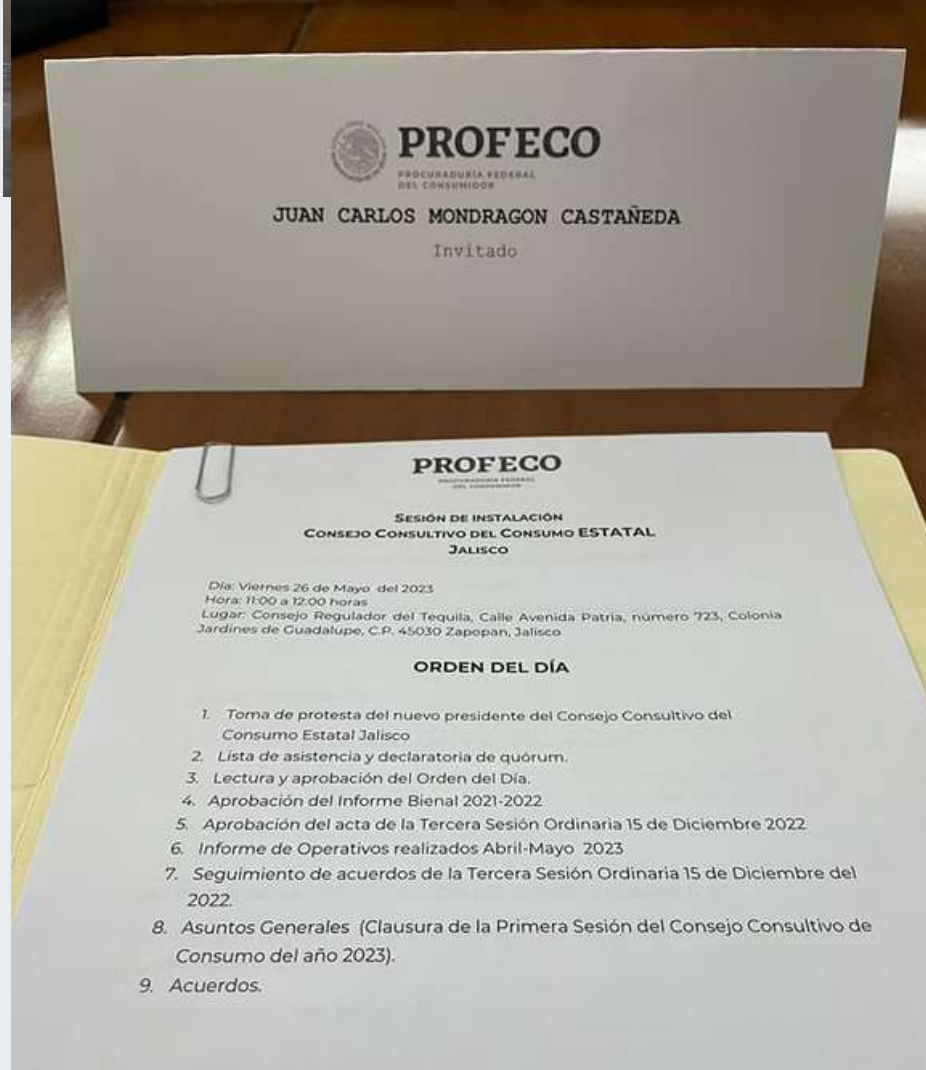 PROFECO
PROCURADURÍA FEDERAL
DEL CONSUMIDOR
JUAN CARLOS MONDRAGON CASTAÑEDA
Invitado
PROFECO
PROCURADURÍA FEDERAL
DEL CONSUMIDOR
SESIÓN DE INSTALACIÓN
CONSEJO CONSULTIVO DEL CONSUMO ESTATAL
JALISCO
Día: Viernes 26 de Mayo del 2023
Hora: 11:00 a 12:00 horas
Lugar: Consejo Regulador del Tequila, Calle Avenida Patria, número 723, Colonia
Jardines de Guadalupe, C.P. 45030 Zapopan, Jalisco
ORDEN DEL DÍA
1. Toma de protesta del nuevo presidente del Consejo Consultivo del
Consumo Estatal Jalisco
2. Lista de asistencia y declaratoria de quórum.
3. Lectura y aprobación del Orden del Día.
4. Aprobación del Informe Bienal 2021-2022
5. Aprobación del acta de la Tercera Sesión Ordinaria 15 de Diciembre 2022
6. Informe de Operativos realizados Abril-Mayo 2023
7. Seguimiento de acuerdos de la Tercera Sesión Ordinaria 15 de Diciembre del
2022.
8. Asuntos Generales (Clausura de la Primera Sesión del Consejo Consultivo de
Consumo del año 2023).
9. Acuerdos.